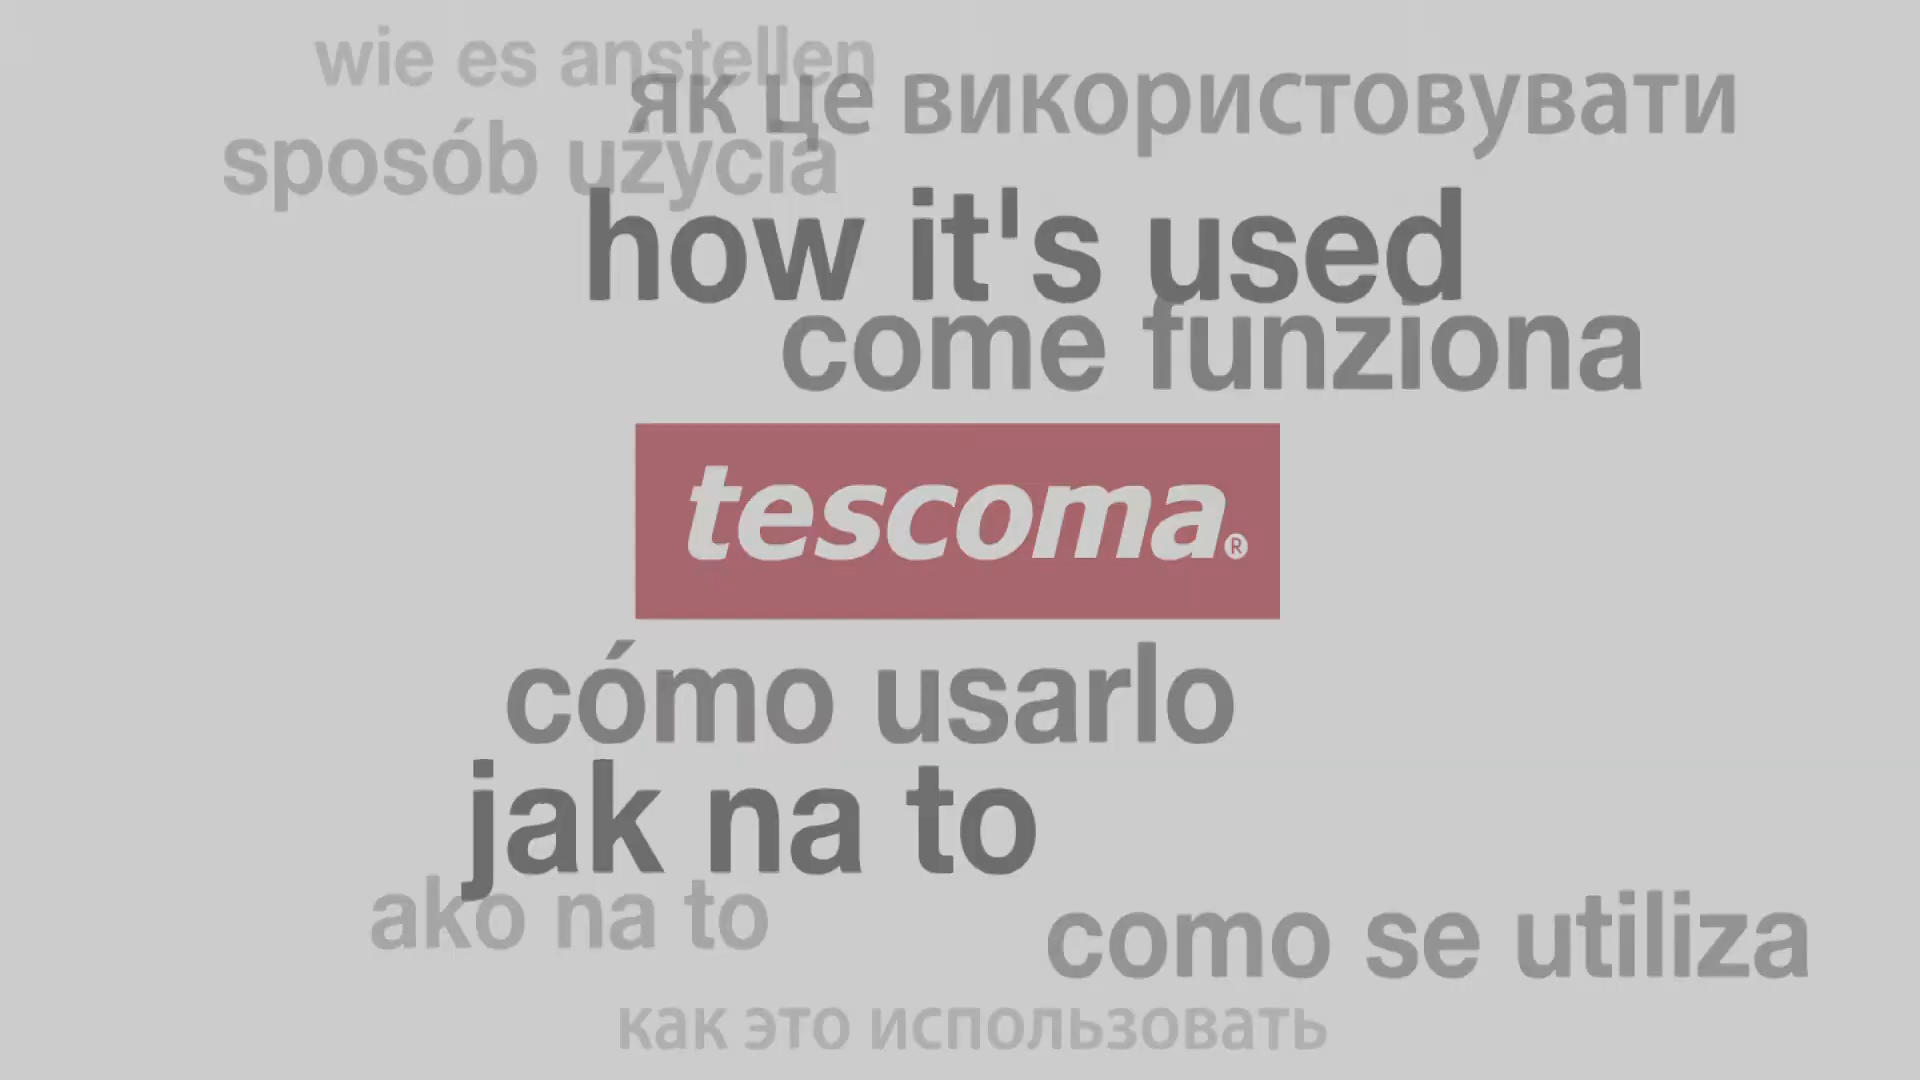 wie es anstellen
як це використовувати
sposób użycia
how it's used
come funziona
tescoma®
cómo usarlo
jak na to
ako na to
como se utiliza
как это использовать